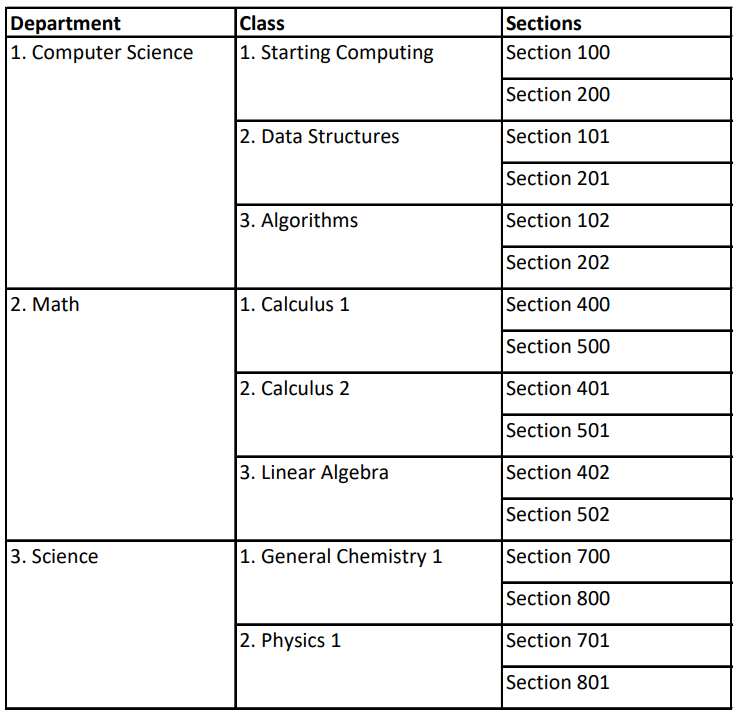 Department Class Sections
1. Computer Science 1. Starting Computing Section 100
Section 200
2. Data Structures Section 101
Section 201
3. Algorithms Section 102
Section 202
2. Math 1. Calculus 1 Section 400
Section 500
2. Calculus 2 Section 401
Section 501
3. Linear Algebra Section 402
Section 502
3. Science 1. General Chemistry 1 Section 700
Section 800
2. Physics 1 Section 701
Section 801